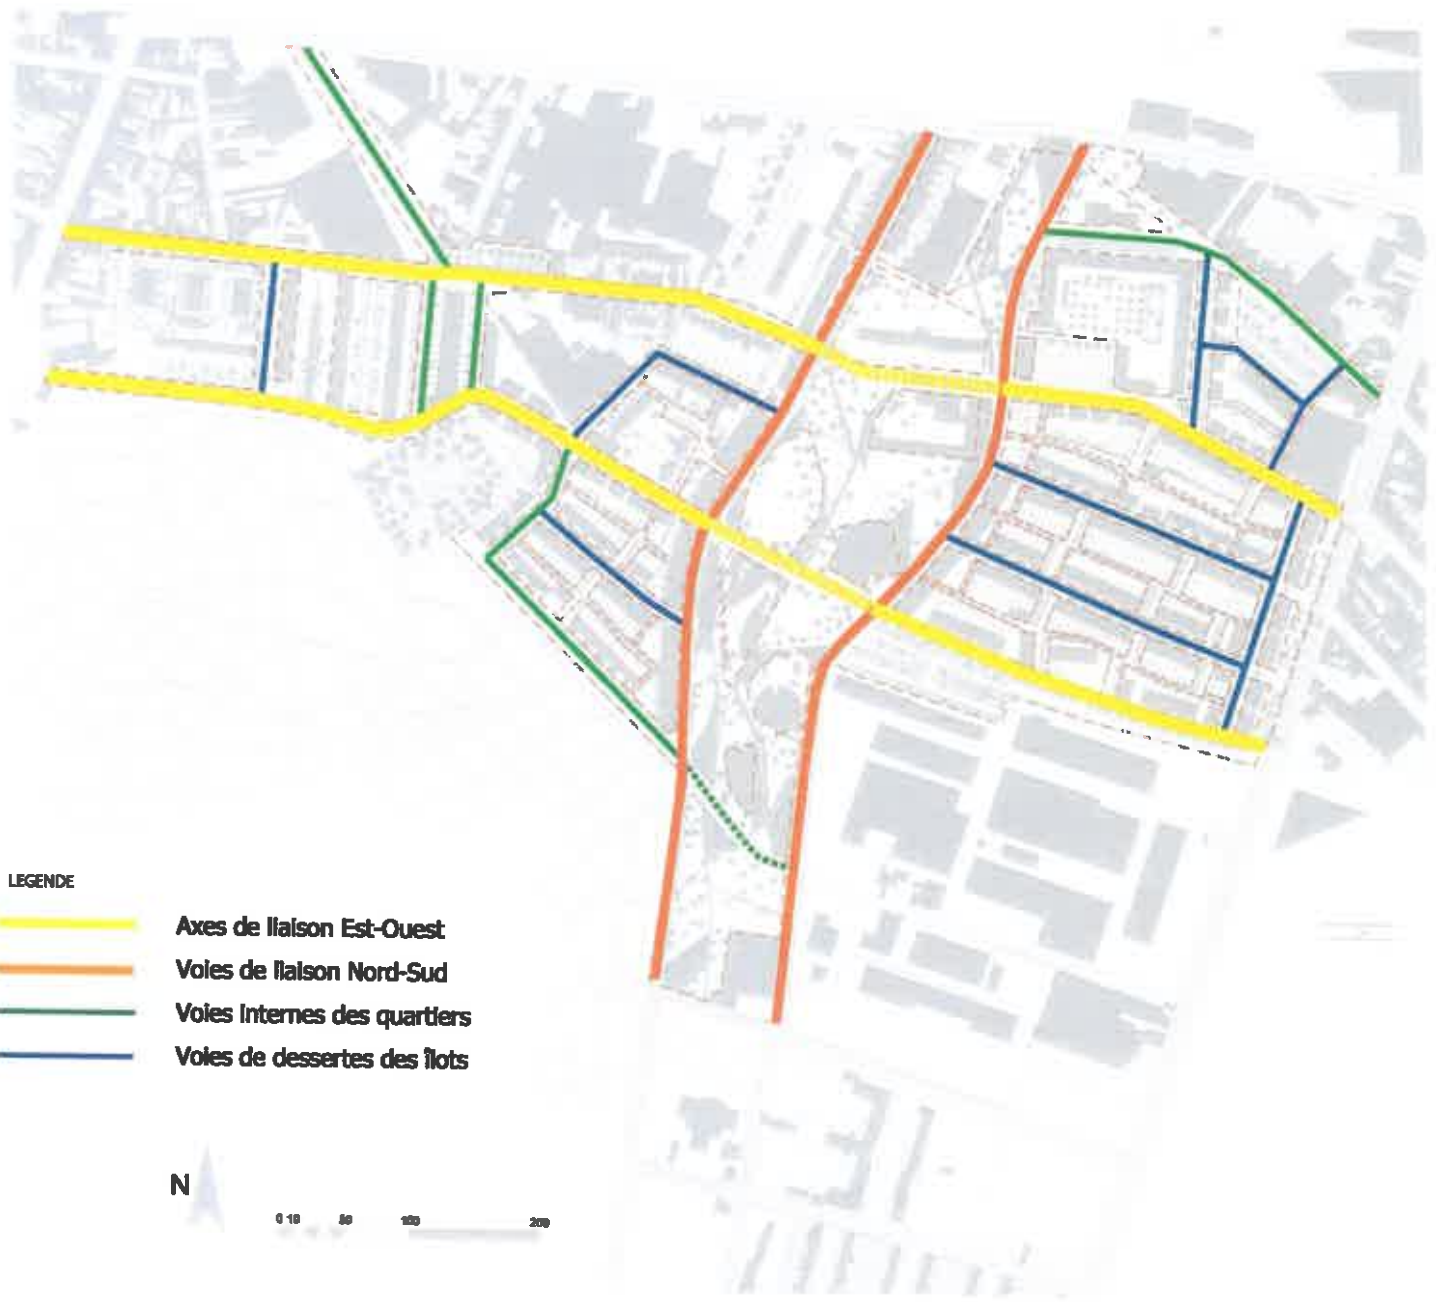 LEGENDE
Axes de liaison Est-Ouest
Voies de liaison Nord-Sud
Voies internes des quartiers
Voies de dessertes des îlots
N
0 10 50 100 200